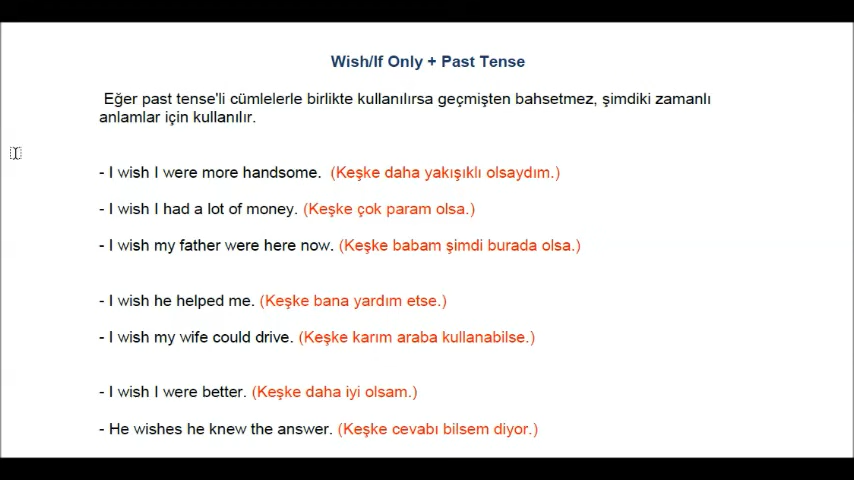 Wish/If Only + Past Tense
Eğer past tense'li cümlelerle birlikte kullanılırsa geçmişten bahsetmez, şimdiki zamanlı
anlamlar için kullanılır.
- I wish I were more handsome. (Keşke daha yakışıklı olsaydım.)
- I wish I had a lot of money. (Keşke çok param olsa.)
- I wish my father were here now. (Keşke babam şimdi burada olsa.)
- I wish he helped me. (Keşke bana yardım etse.)
- I wish my wife could drive. (Keşke karım araba kullanabilse.)
- I wish I were better. (Keşke daha iyi olsam.)
- He wishes he knew the answer. (Keşke cevabı bilsem diyor.)